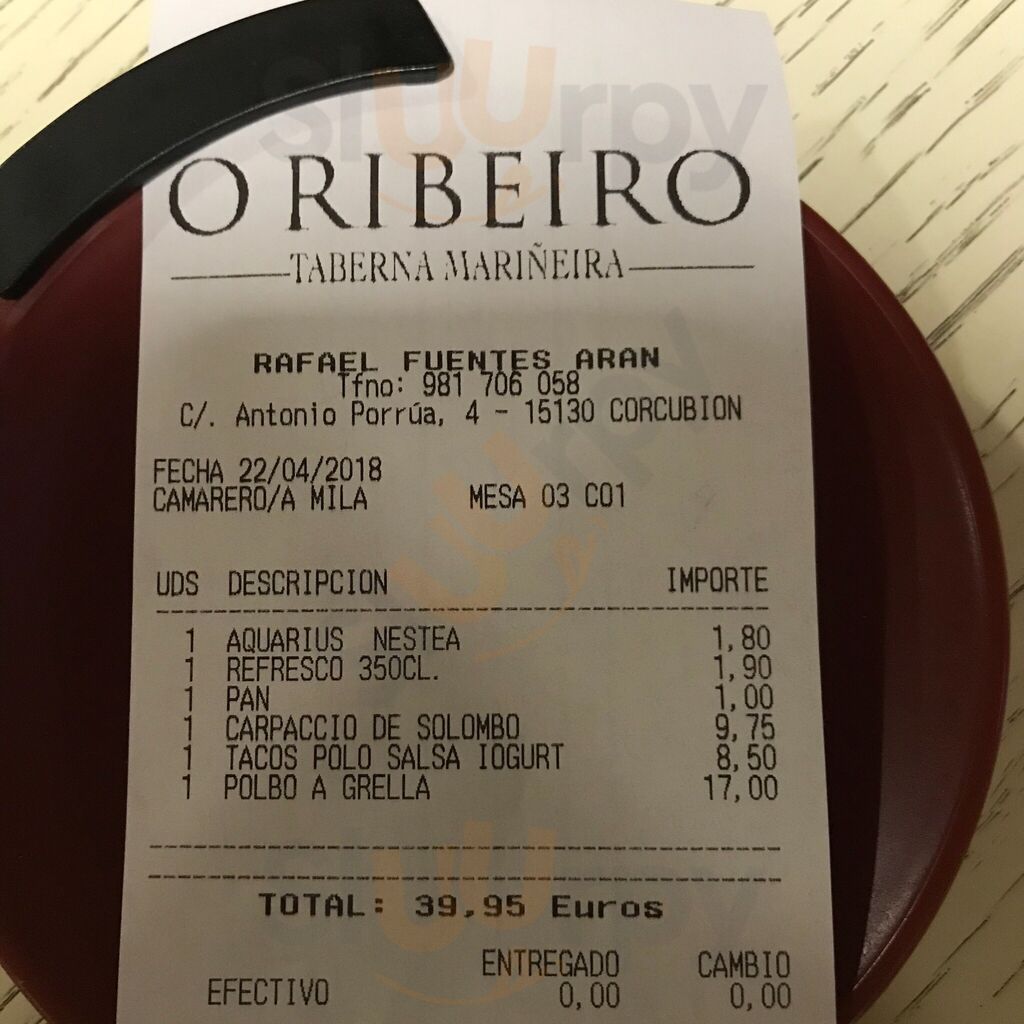 O RIBEIRO
TABERNA MARIÑEIRA
RAFAEL FUENTES ARAN
Tfno: 981 706 058
C/. Antonio Porrúa, 4 - 15130 CORCUBION
FECHA 22/04/2018
CAMARERO/A MILA MESA 03 C01
UDS DESCRIPCION IMPORTE
1 AQUARIUS NESTEA 1,80
1 REFRESCO 350CL. 1,90
1 PAN 1,00
1 CARPACCIO DE SOLOMBO 9,75
1 TACOS POLO SALSA IOGURT 8,50
1 POLBO A GRELLA 17,00
TOTAL: 39,95 Euros
ENTREGADO CAMBIO
EFECTIVO 0,00 0,00
Sluurpy
Sluurpy
Sluurpy